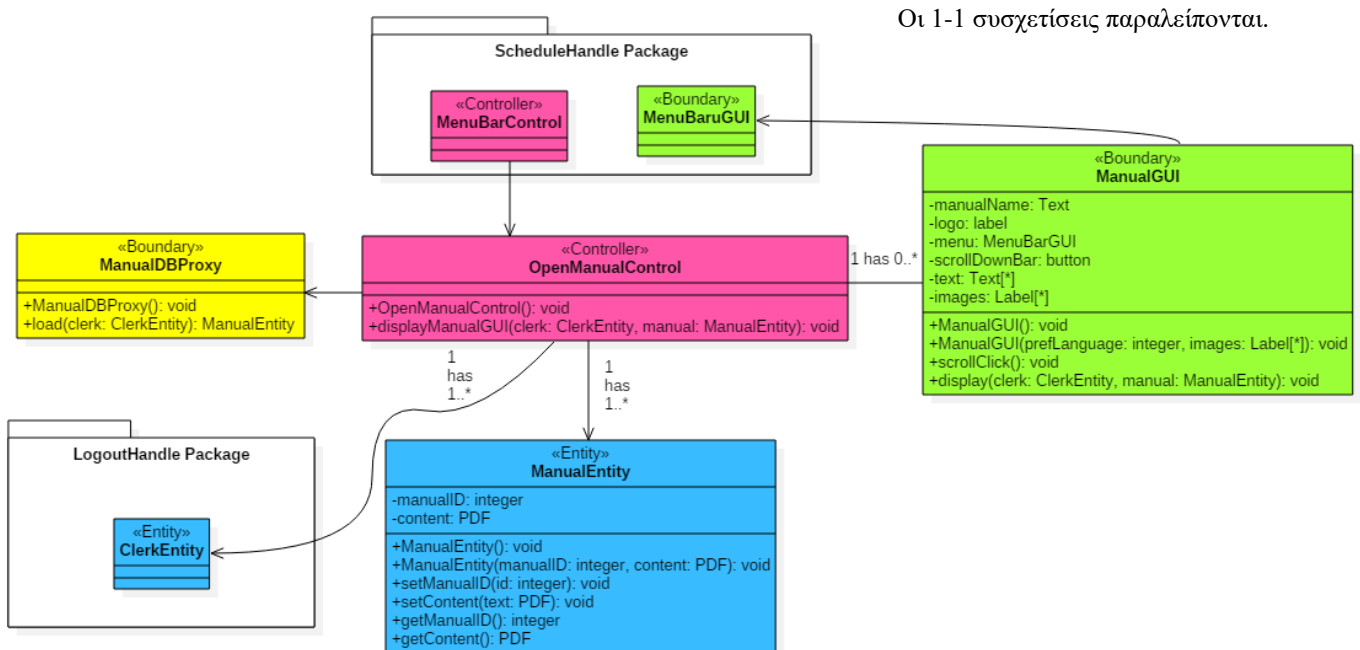 Οι 1-1 συσχετίσεις παραλείπονται.
ScheduleHandle Package
«Controller»
MenuBarControl
«Boundary»
MenuBaruGUI
«Boundary»
ManualGUI
-manualName: Text
-logo: label
-menu: MenuBarGUI
-scrollDownBar: button
-text: Text[*]
-images: Label[*]
+ManualGUI(): void
+ManualGUI(prefLanguage: integer, images: Label[*]): void
+scrollClick(): void
+display(clerk: ClerkEntity, manual: ManualEntity): void
«Boundary»
ManualDBProxy
+ManualDBProxy(): void
+load(clerk: ClerkEntity): ManualEntity
«Controller»
OpenManualControl
+OpenManualControl(): void
+displayManualGUI(clerk: ClerkEntity, manual: ManualEntity): void
1 has 0..*
1
has
1..*
1
has
1..*
LogoutHandle Package
«Entity»
ClerkEntity
«Entity»
ManualEntity
-manualID: integer
-content: PDF
+ManualEntity(): void
+ManualEntity(manualID: integer, content: PDF): void
+setManualID(id: integer): void
+setContent(text: PDF): void
+getManualID(): integer
+getContent(): PDF